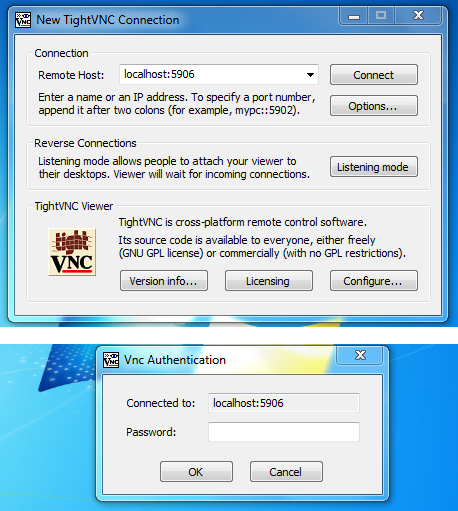 New TightVNC Connection
Connection
Remote Host: localhost:5906
Connect
Enter a name or an IP address. To specify a port number,
append it after two colons (for example, mypc::5902).
Options...
Reverse Connections
Listening mode allows people to attach your viewer to
their desktops. Viewer will wait for incoming connections.
Listening mode
TightVNC Viewer
VNC
TightVNC is cross-platform remote control software.
Its source code is available to everyone, either freely
(GNU GPL license) or commercially (with no GPL restrictions).
Version info... Licensing Configure...
Vnc Authentication
Connected to: localhost:5906
Password:
OK Cancel